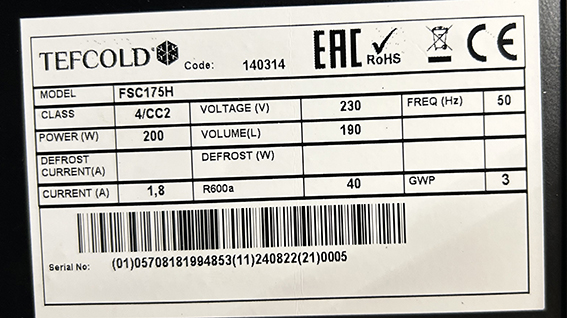 TEFCOLD Code: 140314 EAC RoHS CE
MODEL FSC175H
CLASS 4/CC2 VOLTAGE (V) 230 FREQ (Hz) 50
POWER (W) 200 VOLUME(L) 190
DEFROST CURRENT(A) DEFROST (W)
CURRENT (A) 1,8 R600a 40 GWP 3
Serial No: (01)05708181994853(11)240822(21)0005